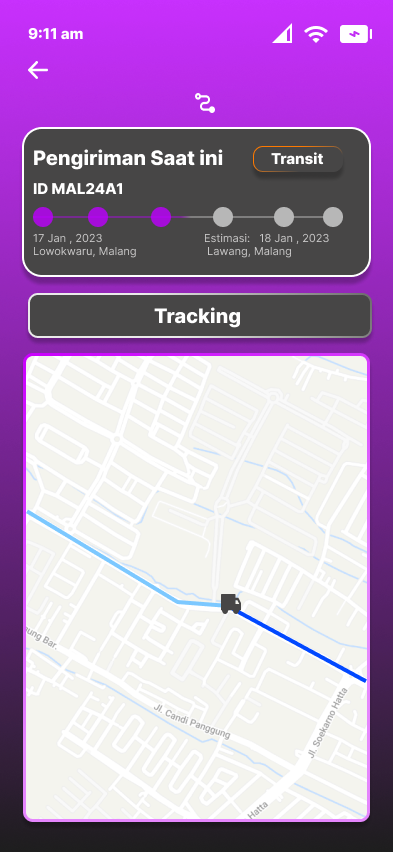 9:11 am
Pengiriman Saat ini
Transit
ID MAL24A1
17 Jan , 2023
Estimasi: 18 Jan , 2023
Lowokwaru, Malang
Lawang, Malang
Tracking
ung Bar.
Jl. Candi Panggung
Jl. Soekarno Hatta
Hatta